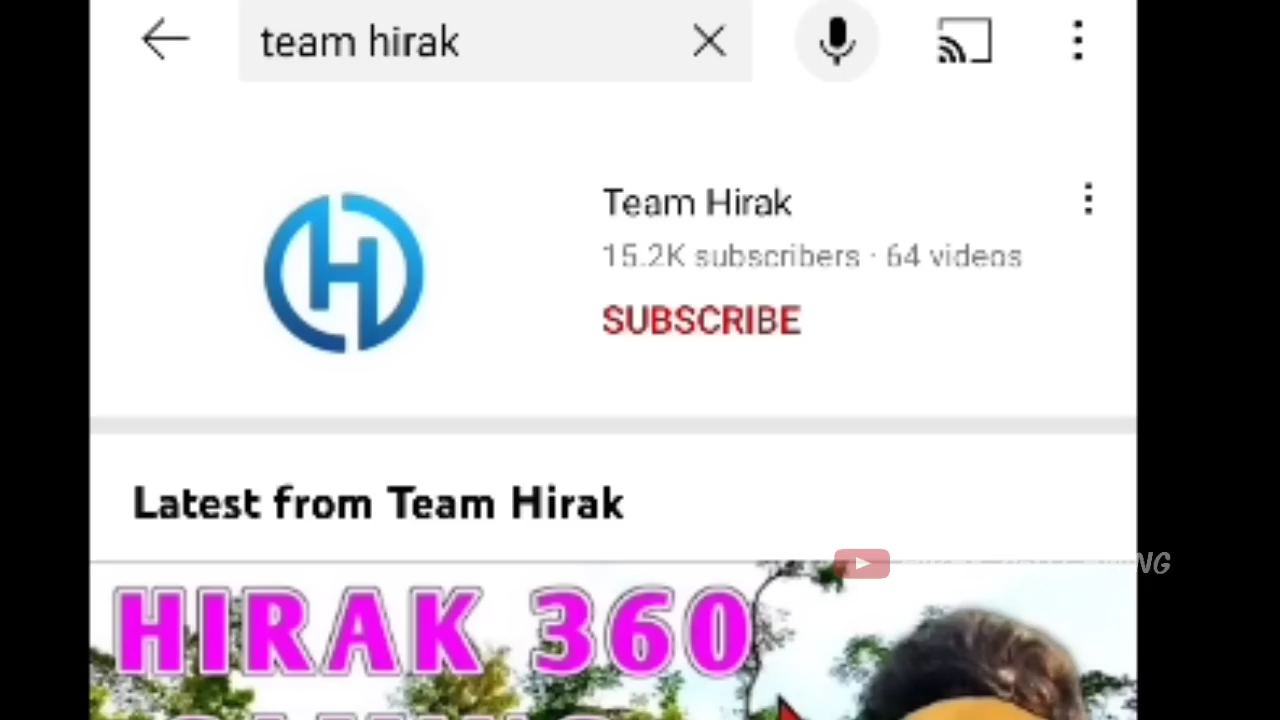 team hirak
Team Hirak
15.2K subscribers · 64 videos
SUBSCRIBE
Latest from Team Hirak
HIRAK 360